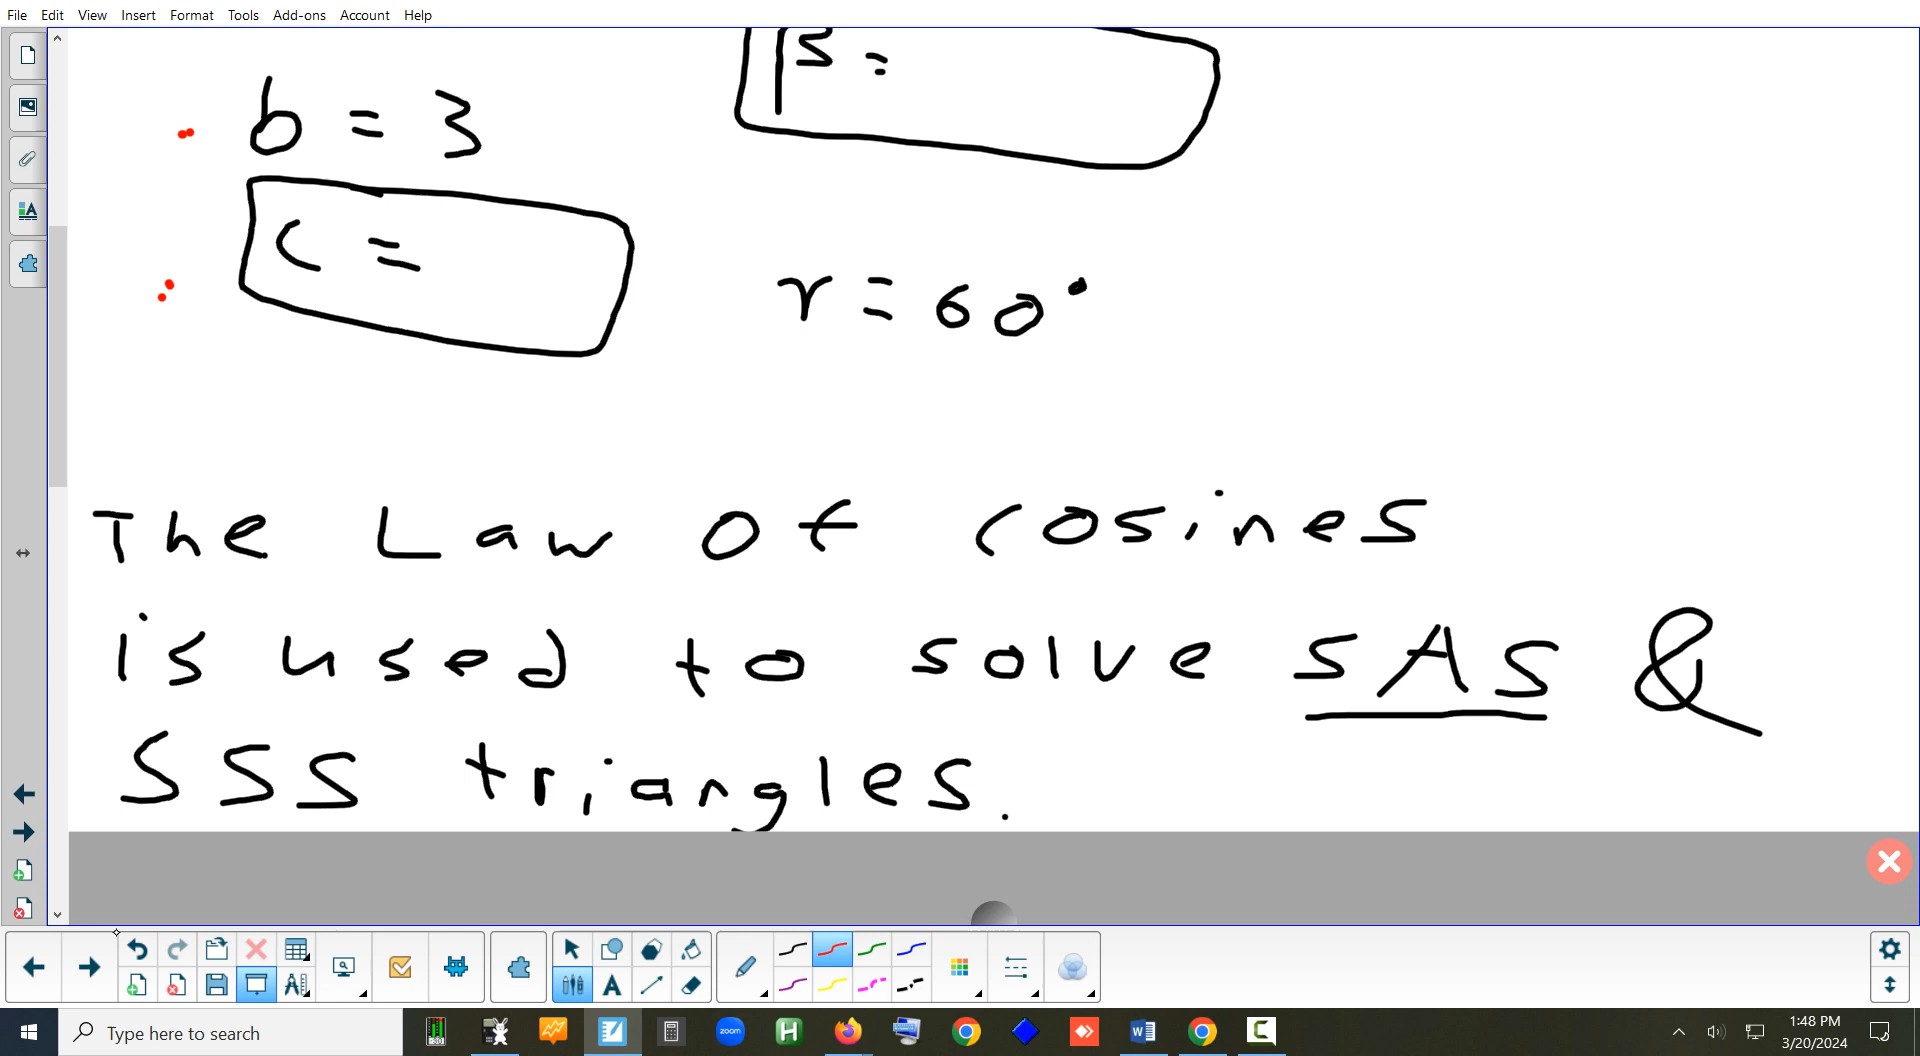 File Edit View Insert Format Tools Add-ons Account Help
β =
b = 3
c =
γ = 60°
The Law of cosines
is used to solve SAS &
SSS triangles.
Type here to search
zoom
1:48 PM
3/20/2024